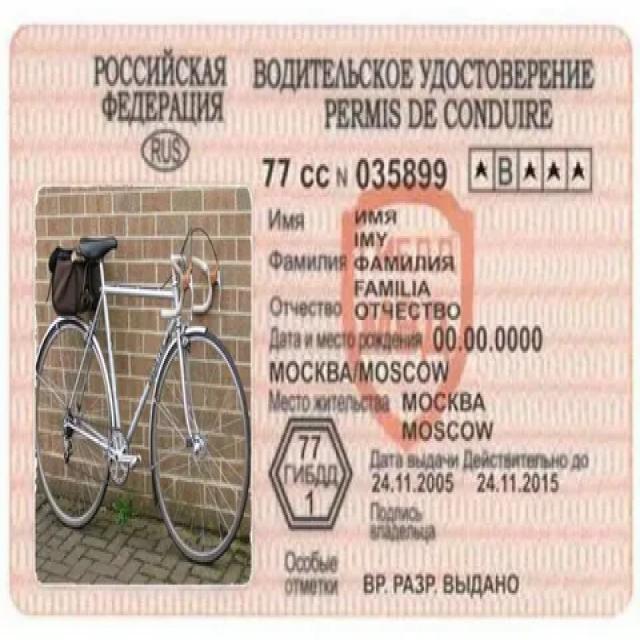 РОССИЙСКАЯ ФЕДЕРАЦИЯ
RUS
ВОДИТЕЛЬСКОЕ УДОСТОВЕРЕНИЕ
PERMIS DE CONDUIRE
77 СС N 035899 ★ B ★ ★ ★
Имя ИМЯ
IMY
Фамилия ФАМИЛИЯ
FAMILIA
Отчество ОТЧЕСТВО
Дата и место рождения 00.00.0000
МОСКВА/MOSCOW
Место жительства МОСКВА
MOSCOW
77
ГИБДД
1
Дата выдачи Действительно до
24.11.2005 24.11.2015
Подпись
владельца
Особые
отметки ВР. РАЗР. ВЫДАНО